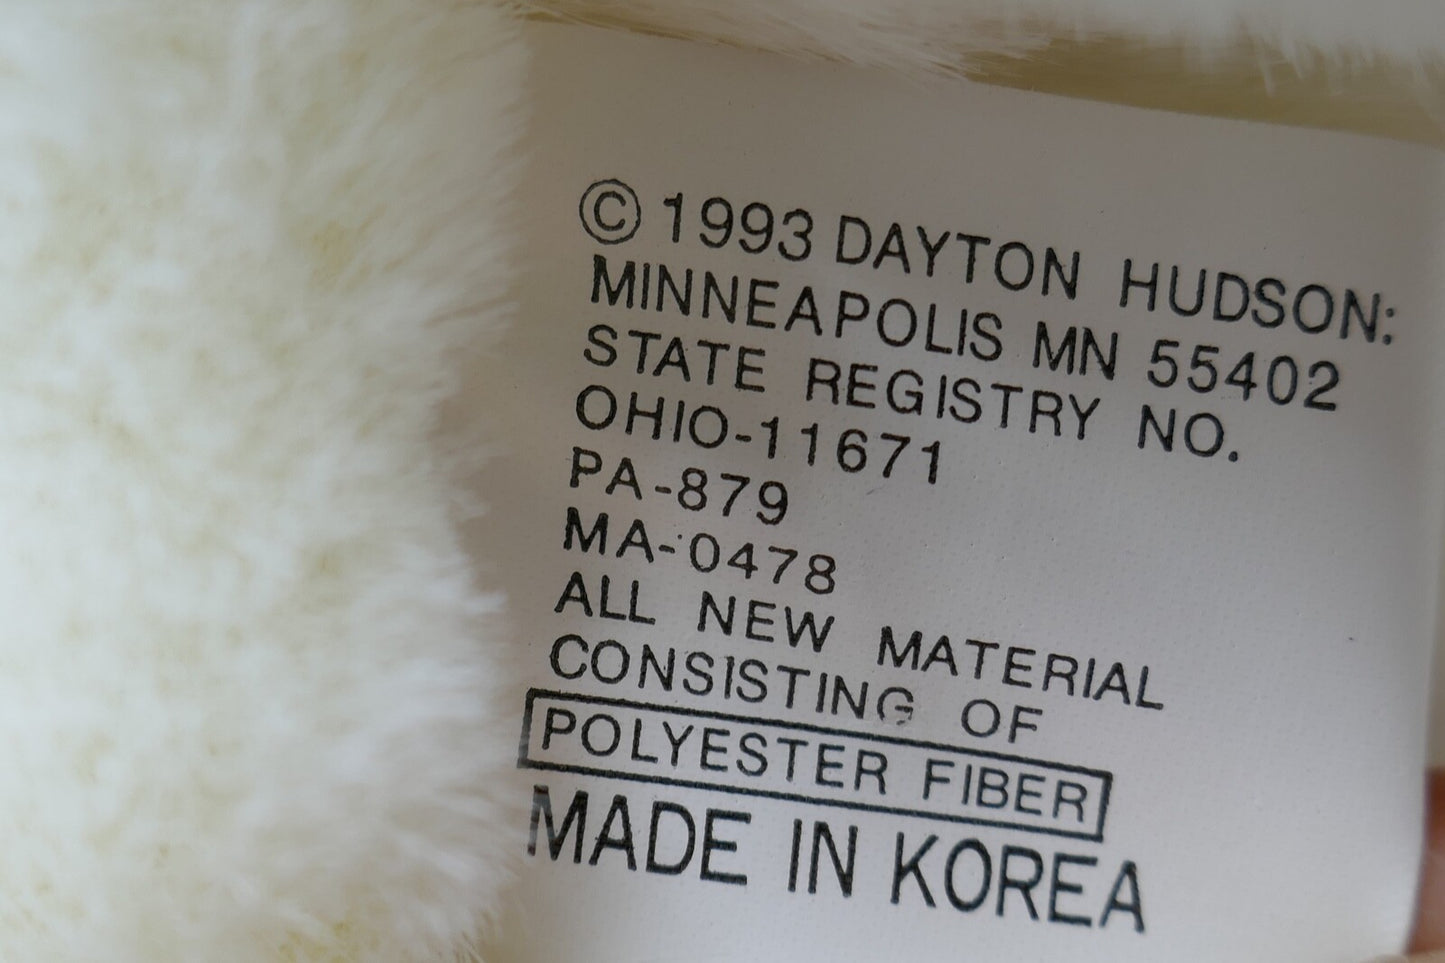 © 1993 DAYTON HUDSON:
MINNEAPOLIS MN 55402
STATE REGISTRY NO.
OHIO-11671
PA-879
MA-0478
ALL NEW MATERIAL
CONSISTING OF
POLYESTER FIBER
MADE IN KOREA